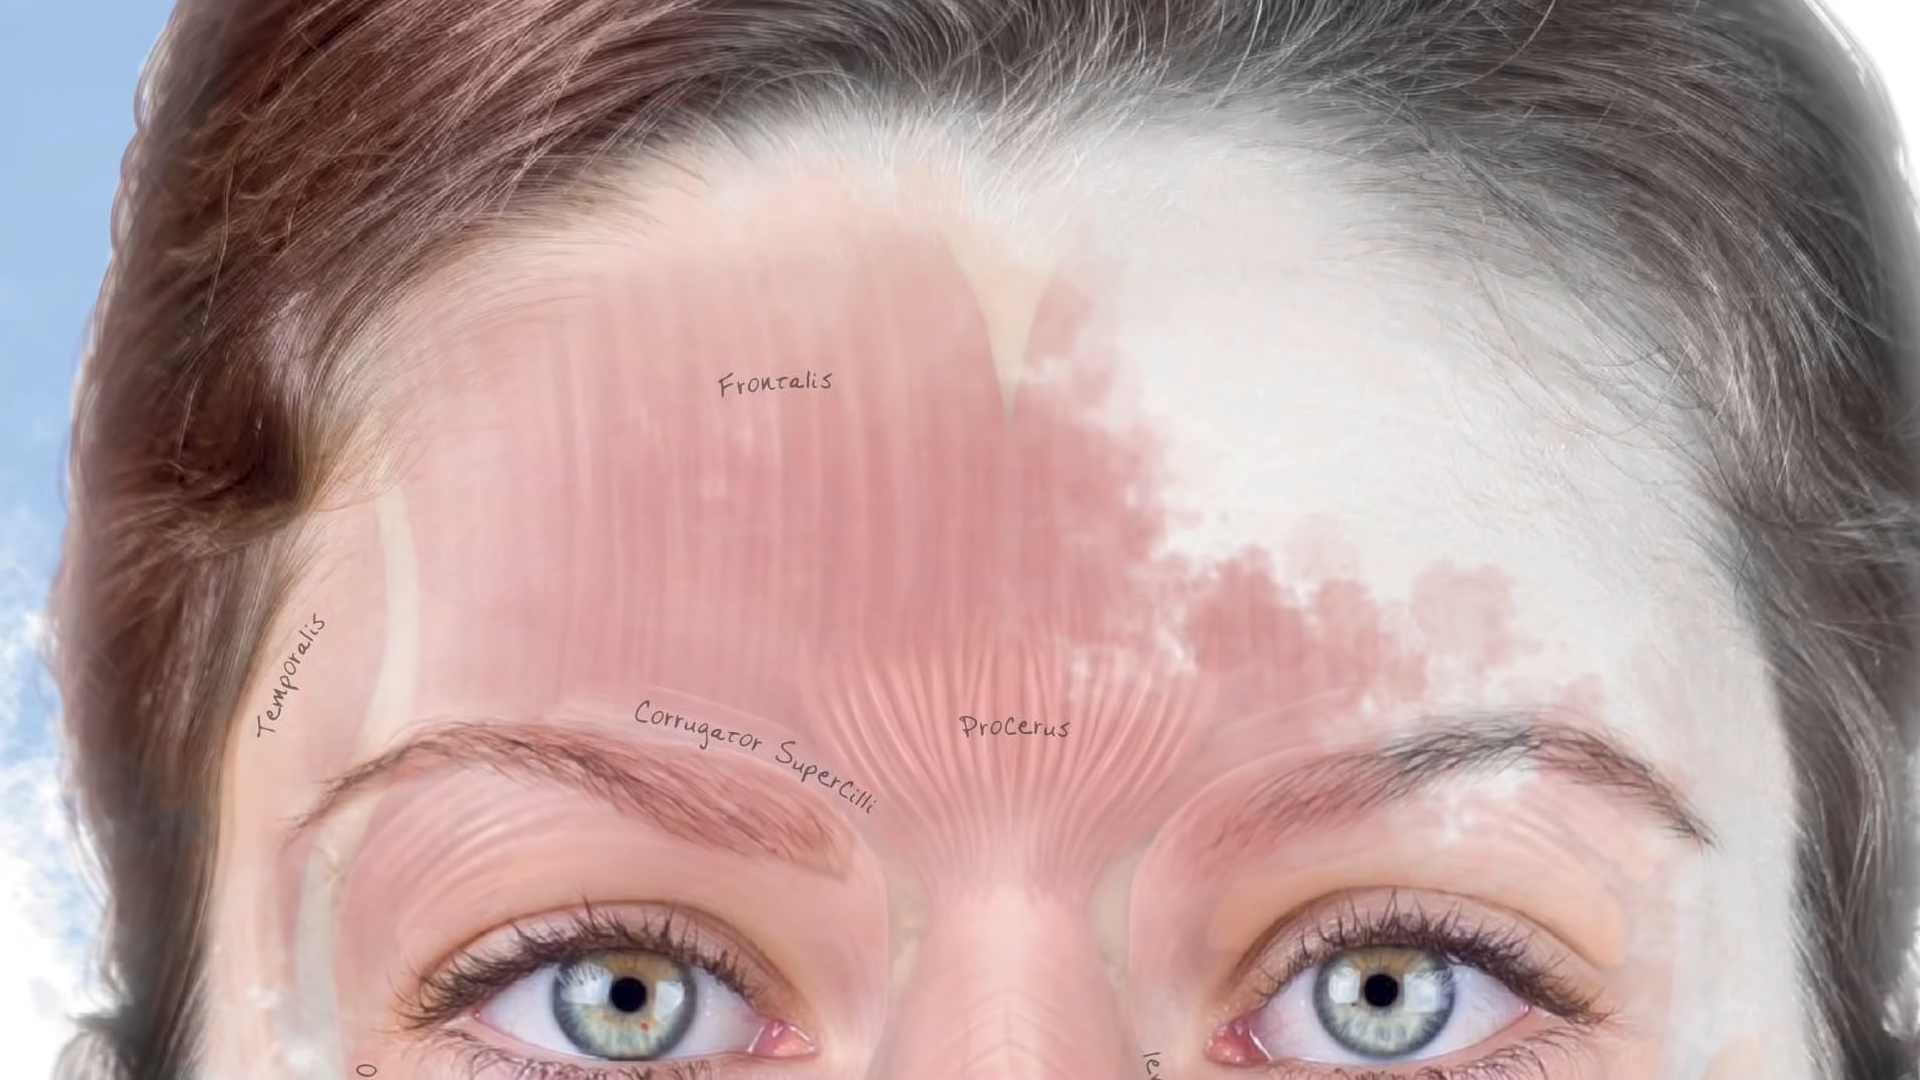 Frontalis
Temporalis
Corrugator Supercilli
Procerus